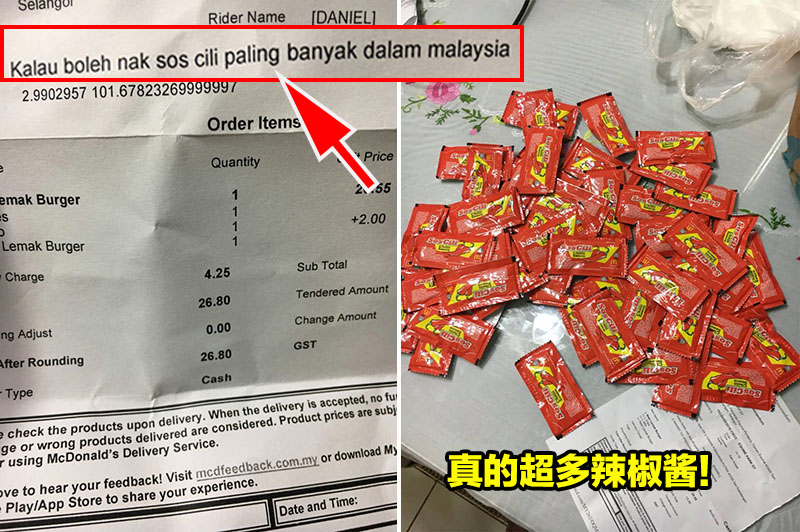 Selangor
Rider Name [DANIEL]
Kalau boleh nak sos cili paling banyak dalam malaysia
2.9902957 101.67823269999997
Order Items
Quantity Price
emak Burger 1
1 +2.00
1
Lemak Burger 1
Charge 4.25 Sub Total
26.80 Tendered Amount
ng Adjust 0.00 Change Amount
After Rounding 26.80 GST
Type Cash
e check the products upon delivery. When the delivery is accepted, no fu
ge or wrong products delivered are considered. Product prices are subj
r using McDonald's Delivery Service.
ove to hear your feedback! Visit mcdfeedback.com.my or download My
e Play/App Store to share your experience.
Date and Time:
Sos Cili
真的超多辣椒酱!